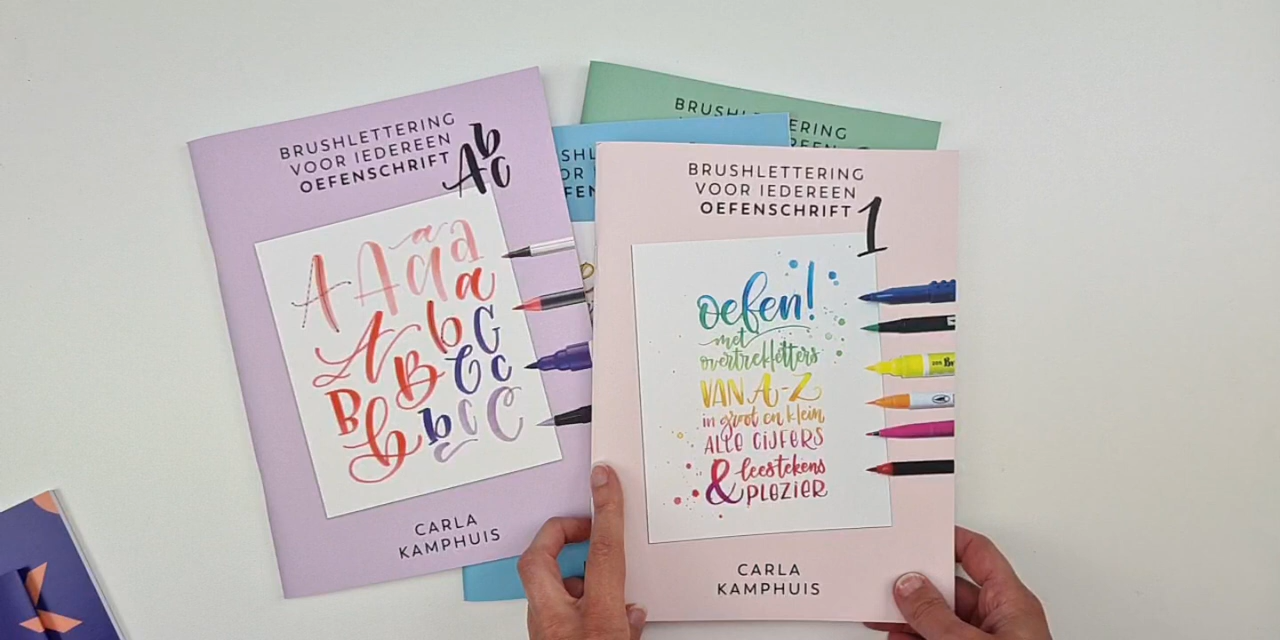 BRUSHLETTERING
VOOR IEDEREEN
OEFENSCHRIFT
Abc
A A a a a
A b C a
B B C c
B b b c C
CARLA
KAMPHUIS
BRUSHLETTERING
VOOR IEDEREEN
OEFENSCHRIFT 1
oefen!
met
overtrekletters
VAN A-Z
in groot en klein
ALLE CIJFERS
& leestekens
PLEZIER
CARLA
KAMPHUIS